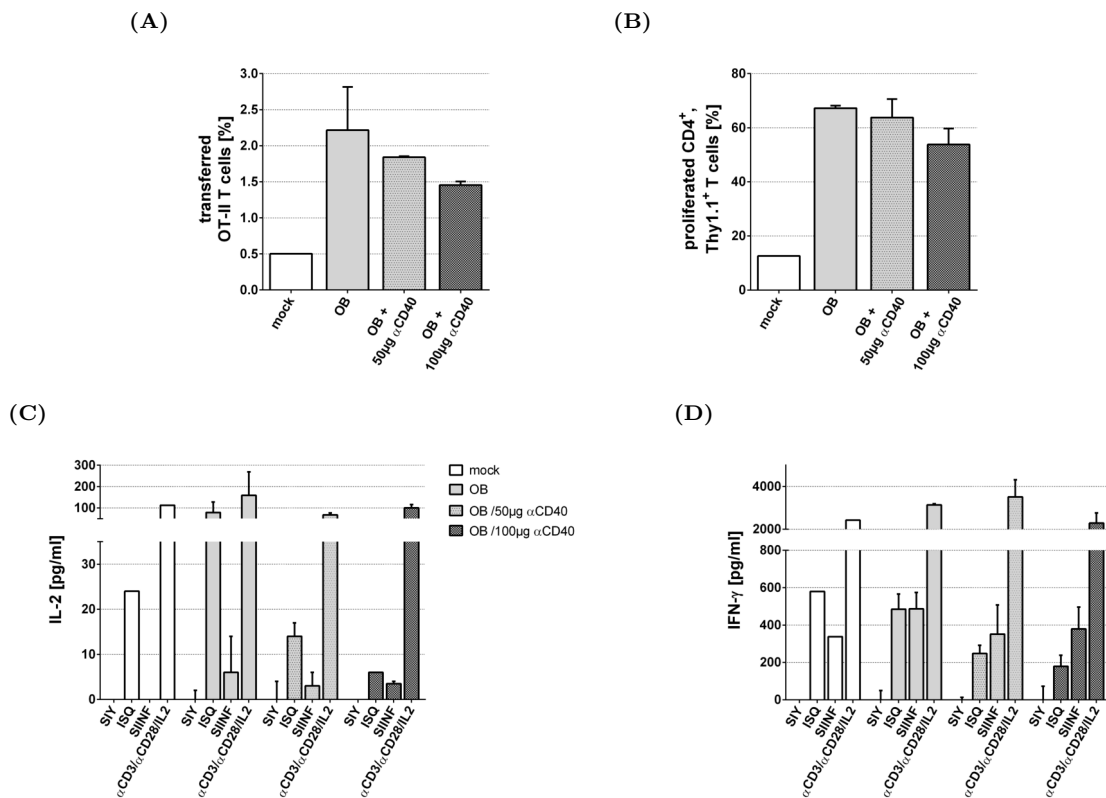 (A)
transferred
OT-II T cells [%]
3.0
2.5
2.0
1.5
1.0
0.5
0.0
mock
OB
OB +
50µg αCD40
OB +
100µg αCD40
(B)
proliferated CD4+,
Thy1.1+ T cells [%]
80
60
40
20
0
mock
OB
OB +
50µg αCD40
OB +
100µg αCD40
(C)
IL-2 [pg/ml]
300
200
100
30
20
10
0
SIY
ISQ
SIINF
αCD3/αCD28/IL2
SIY
ISQ
SIINF
αCD3/αCD28/IL2
SIY
ISQ
SIINF
αCD3/αCD28/IL2
SIY
ISQ
SIINF
αCD3/αCD28/IL2
mock
OB
OB /50µg αCD40
OB /100µg αCD40
(D)
IFN-γ [pg/ml]
4000
2000
800
600
400
200
0
SIY
ISQ
SIINF
αCD3/αCD28/IL2
SIY
ISQ
SIINF
αCD3/αCD28/IL2
SIY
ISQ
SIINF
αCD3/αCD28/IL2
SIY
ISQ
SIINF
αCD3/αCD28/IL2